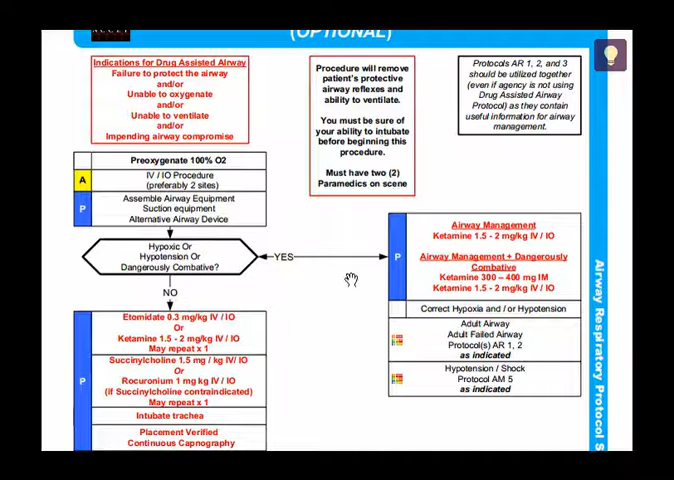 (OPTIONAL)
Indications for Drug Assisted Airway
Failure to protect the airway
and/or
Unable to oxygenate
and/or
Unable to ventilate
and/or
Impending airway compromise
Procedure will remove
patient's protective
airway reflexes and
ability to ventilate.
You must be sure of
your ability to intubate
before beginning this
procedure.
Must have two (2)
Paramedics on scene
Protocols AR 1, 2, and 3
should be utilized together
(even if agency is not using
Drug Assisted Airway
Protocol) as they contain
useful information for airway
management.
Preoxygenate 100% O2
A
IV / IO Procedure
(preferably 2 sites)
P
Assemble Airway Equipment
Suction equipment
Alternative Airway Device
Hypoxic Or
Hypotension Or
Dangerously Combative?
YES
NO
P
Airway Management
Ketamine 1.5 - 2 mg/kg IV / IO
Airway Management + Dangerously
Combative
Ketamine 300 – 400 mg IM
Ketamine 1.5 - 2 mg/kg IV / IO
Correct Hypoxia and / or Hypotension
Adult Airway
Adult Failed Airway
Protocol(s) AR 1, 2
as indicated
Hypotension / Shock
Protocol AM 5
as indicated
P
Etomidate 0.3 mg/kg IV / IO
Or
Ketamine 1.5 - 2 mg/kg IV / IO
May repeat x 1
Succinylcholine 1.5 mg / kg IV/ IO
Or
Rocuronium 1 mg kg IV / IO
(if Succinylcholine contraindicated)
May repeat x 1
Intubate trachea
Placement Verified
Continuous Capnography
Airway Respiratory Protocol S